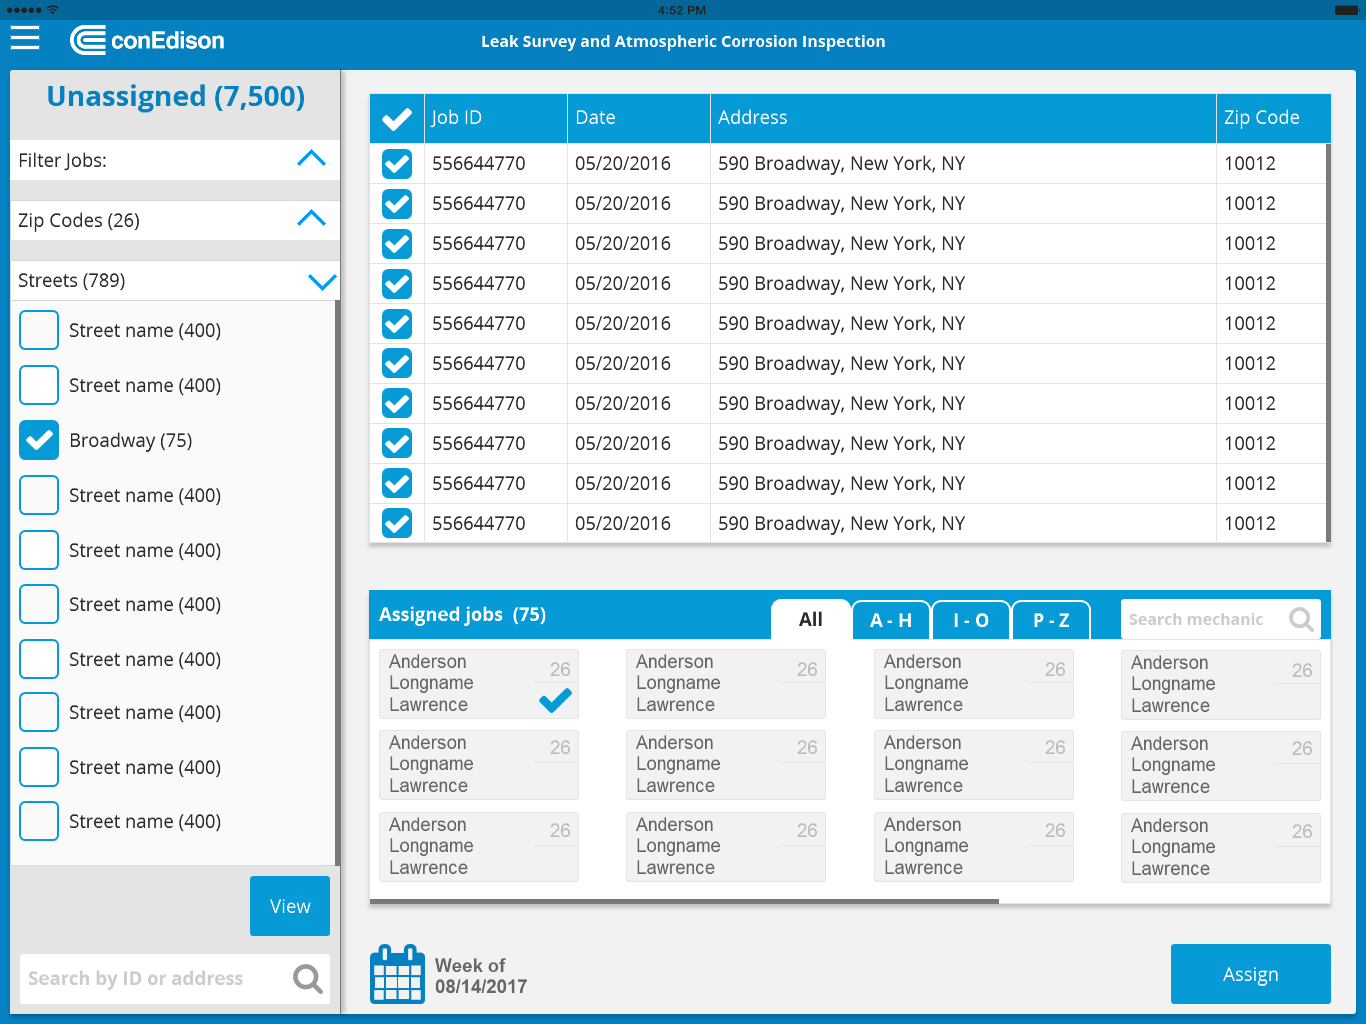 4:52 PM
conEdison
Leak Survey and Atmospheric Corrosion Inspection
Unassigned (7,500)
Filter Jobs:
Zip Codes (26)
Streets (789)
Street name (400)
Street name (400)
Broadway (75)
Street name (400)
Street name (400)
Street name (400)
Street name (400)
Street name (400)
Street name (400)
Street name (400)
View
Search by ID or address
Job ID Date Address Zip Code
556644770 05/20/2016 590 Broadway, New York, NY 10012
556644770 05/20/2016 590 Broadway, New York, NY 10012
556644770 05/20/2016 590 Broadway, New York, NY 10012
556644770 05/20/2016 590 Broadway, New York, NY 10012
556644770 05/20/2016 590 Broadway, New York, NY 10012
556644770 05/20/2016 590 Broadway, New York, NY 10012
556644770 05/20/2016 590 Broadway, New York, NY 10012
556644770 05/20/2016 590 Broadway, New York, NY 10012
556644770 05/20/2016 590 Broadway, New York, NY 10012
556644770 05/20/2016 590 Broadway, New York, NY 10012
Assigned jobs (75) All A - H I - O P - Z Search mechanic
Anderson 26 Anderson 26 Anderson 26 Anderson 26
Longname Longname Longname Longname
Lawrence Lawrence Lawrence Lawrence
Anderson 26 Anderson 26 Anderson 26 Anderson 26
Longname Longname Longname Longname
Lawrence Lawrence Lawrence Lawrence
Anderson 26 Anderson 26 Anderson 26 Anderson 26
Longname Longname Longname Longname
Lawrence Lawrence Lawrence Lawrence
Week of
08/14/2017
Assign